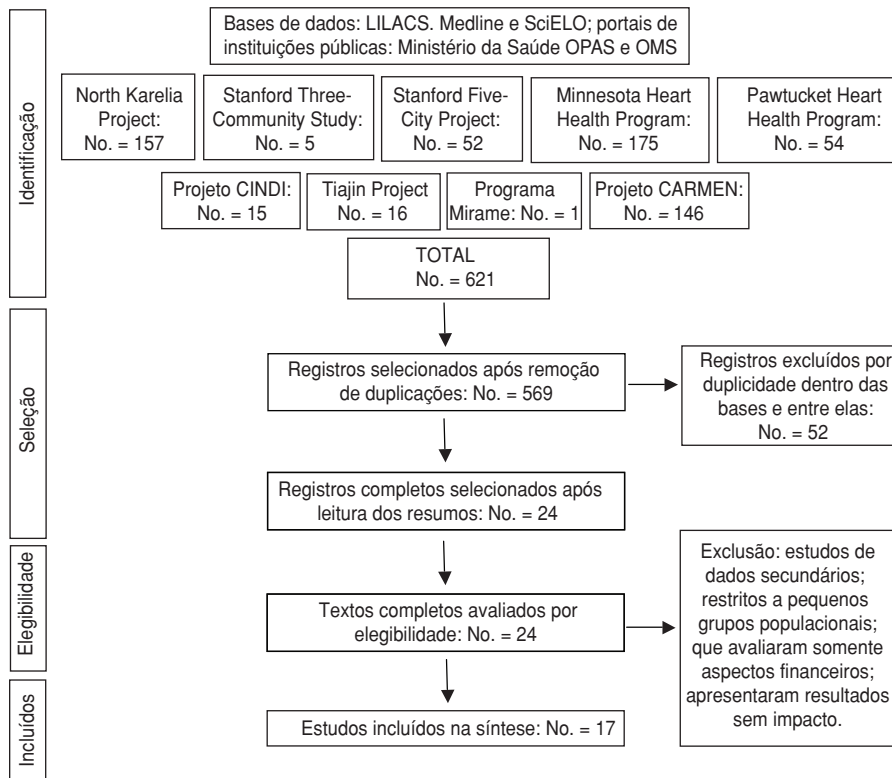 Identificação
Bases de dados: LILACS. Medline e SciELO; portais de
instituições públicas: Ministério da Saúde OPAS e OMS
North Karelia
Project:
No. = 157
Stanford Three-
Community Study:
No. = 5
Stanford Five-
City Project:
No. = 52
Minnesota Heart
Health Program:
No. = 175
Pawtucket Heart
Health Program:
No. = 54
Projeto CINDI:
No. = 15
Tiajin Project
No. = 16
Programa
Mirame: No. = 1
Projeto CARMEN:
No. = 146
TOTAL
No. = 621
Seleção
Registros selecionados após remoção
de duplicações: No. = 569
Registros excluídos por
duplicidade dentro das
bases e entre elas:
No. = 52
Registros completos selecionados após
leitura dos resumos: No. = 24
Elegibilidade
Textos completos avaliados por
elegibilidade: No. = 24
Exclusão: estudos de
dados secundários;
restritos a pequenos
grupos populacionais;
que avaliaram somente
aspectos financeiros;
apresentaram resultados
sem impacto.
Incluídos
Estudos incluídos na síntese: No. = 17